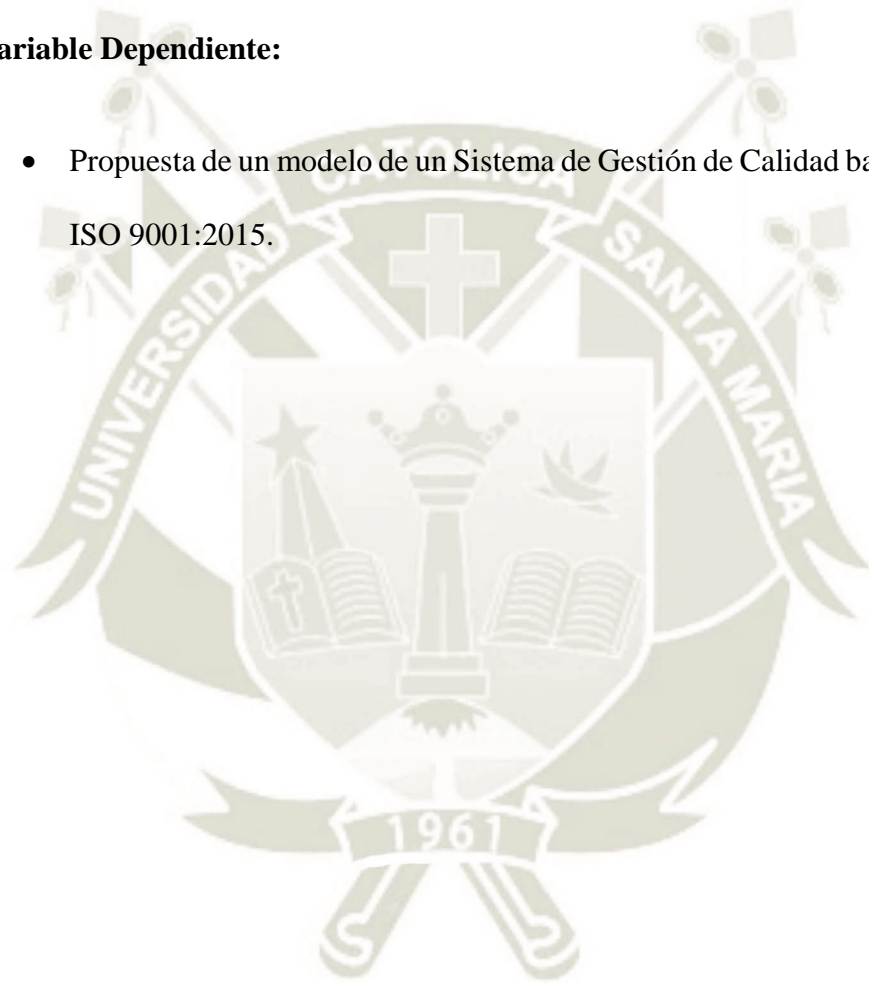 ariable Dependiente:
• Propuesta de un modelo de un Sistema de Gestión de Calidad ba
ISO 9001:2015.
UNIVERSIDAD CATOLICA SANTA MARIA
1961